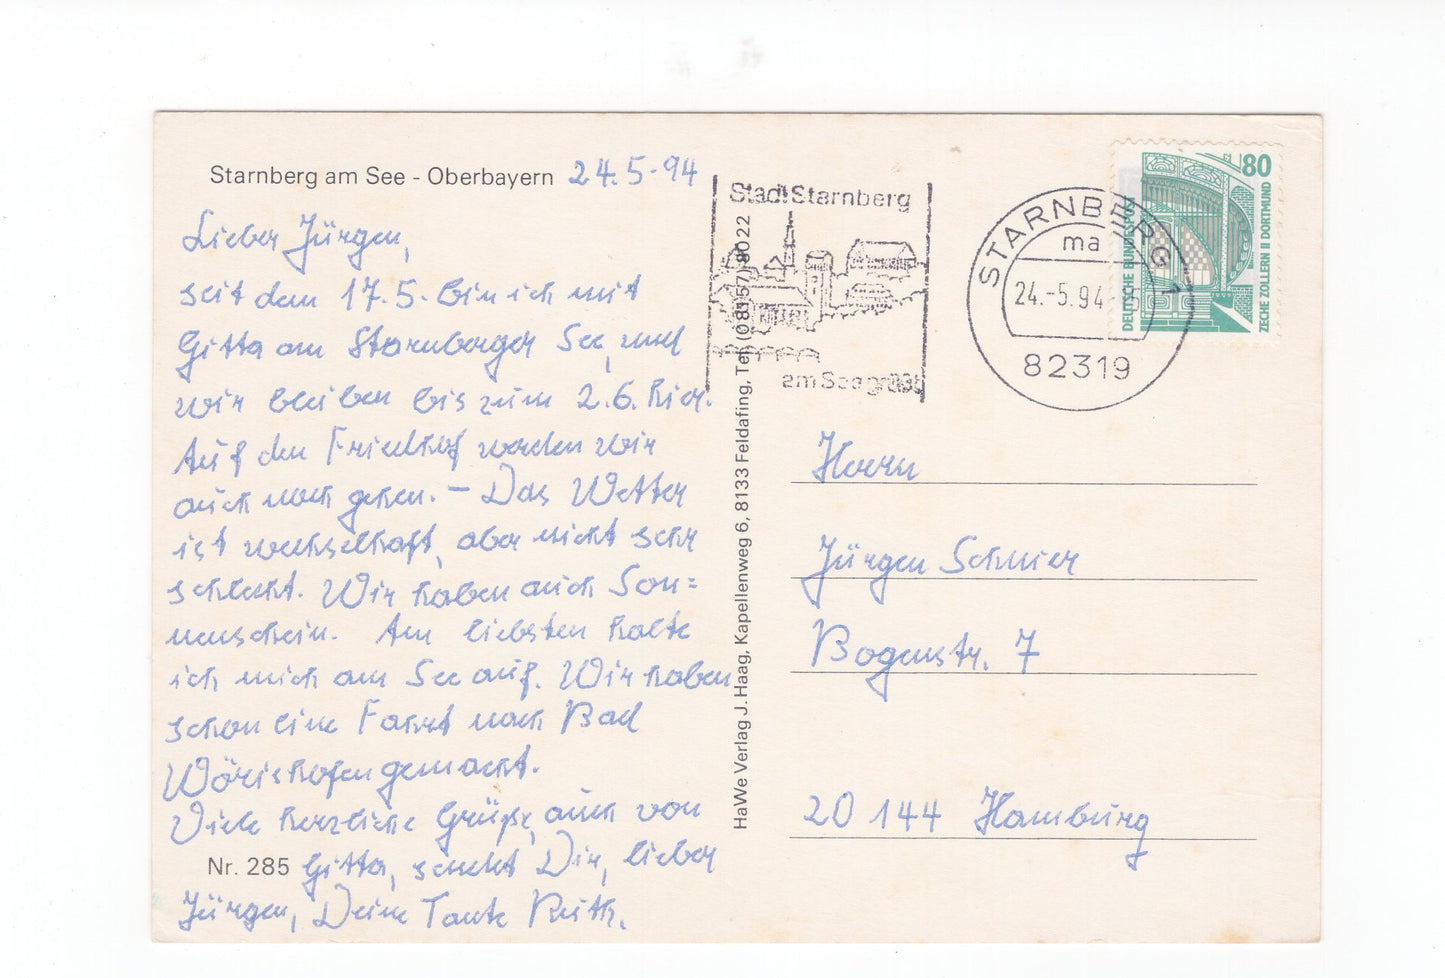 Starnberg am See - Oberbayern 24.5.94
Lieber Jürgen,
seit dem 17.5. bin ich mit
Gitta am Starnberger See, und
wir bleiben bis zum 2.6. hier.
Auf den Friedhof werden wir
auch noch gehen. - Das Wetter
ist wechselhaft, aber nicht sehr
schlecht. Wir haben auch Son=
nenschein. Am liebsten halte
ich mich am See auf. Wir haben
schon eine Fahrt nach Bad
Wörishofen gemacht.
Viele herzliche Grüße, auch von
Gitta, sendet Dir, lieber
Jürgen, Deine Tante Ruth.
Nr. 285
HaWe Verlag J. Haag, Kapellenweg 6, 8133 Feldafing, Tel. (08157) 8022
Stadt Starnberg
am See grüßt
STARNBERG 1
ma
24.-5.94
82319
80
DEUTSCHE BUNDESPOST
ZECHE ZOLLERN II DORTMUND
Herrn
Jürgen Schnier
Bogenstr. 7
20 144 Hamburg